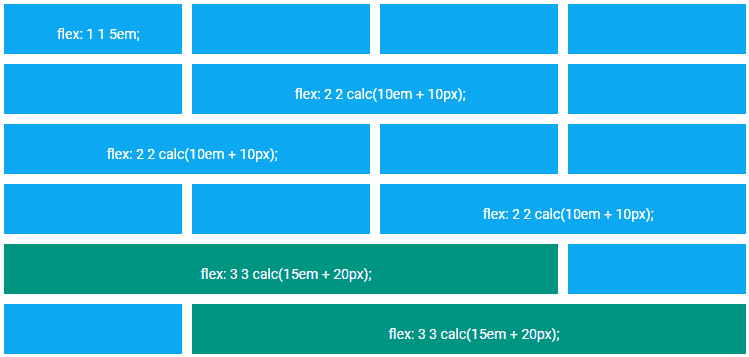 flex: 1 1 5em;
flex: 2 2 calc(10em + 10px);
flex: 2 2 calc(10em + 10px);
flex: 2 2 calc(10em + 10px);
flex: 3 3 calc(15em + 20px);
flex: 3 3 calc(15em + 20px);